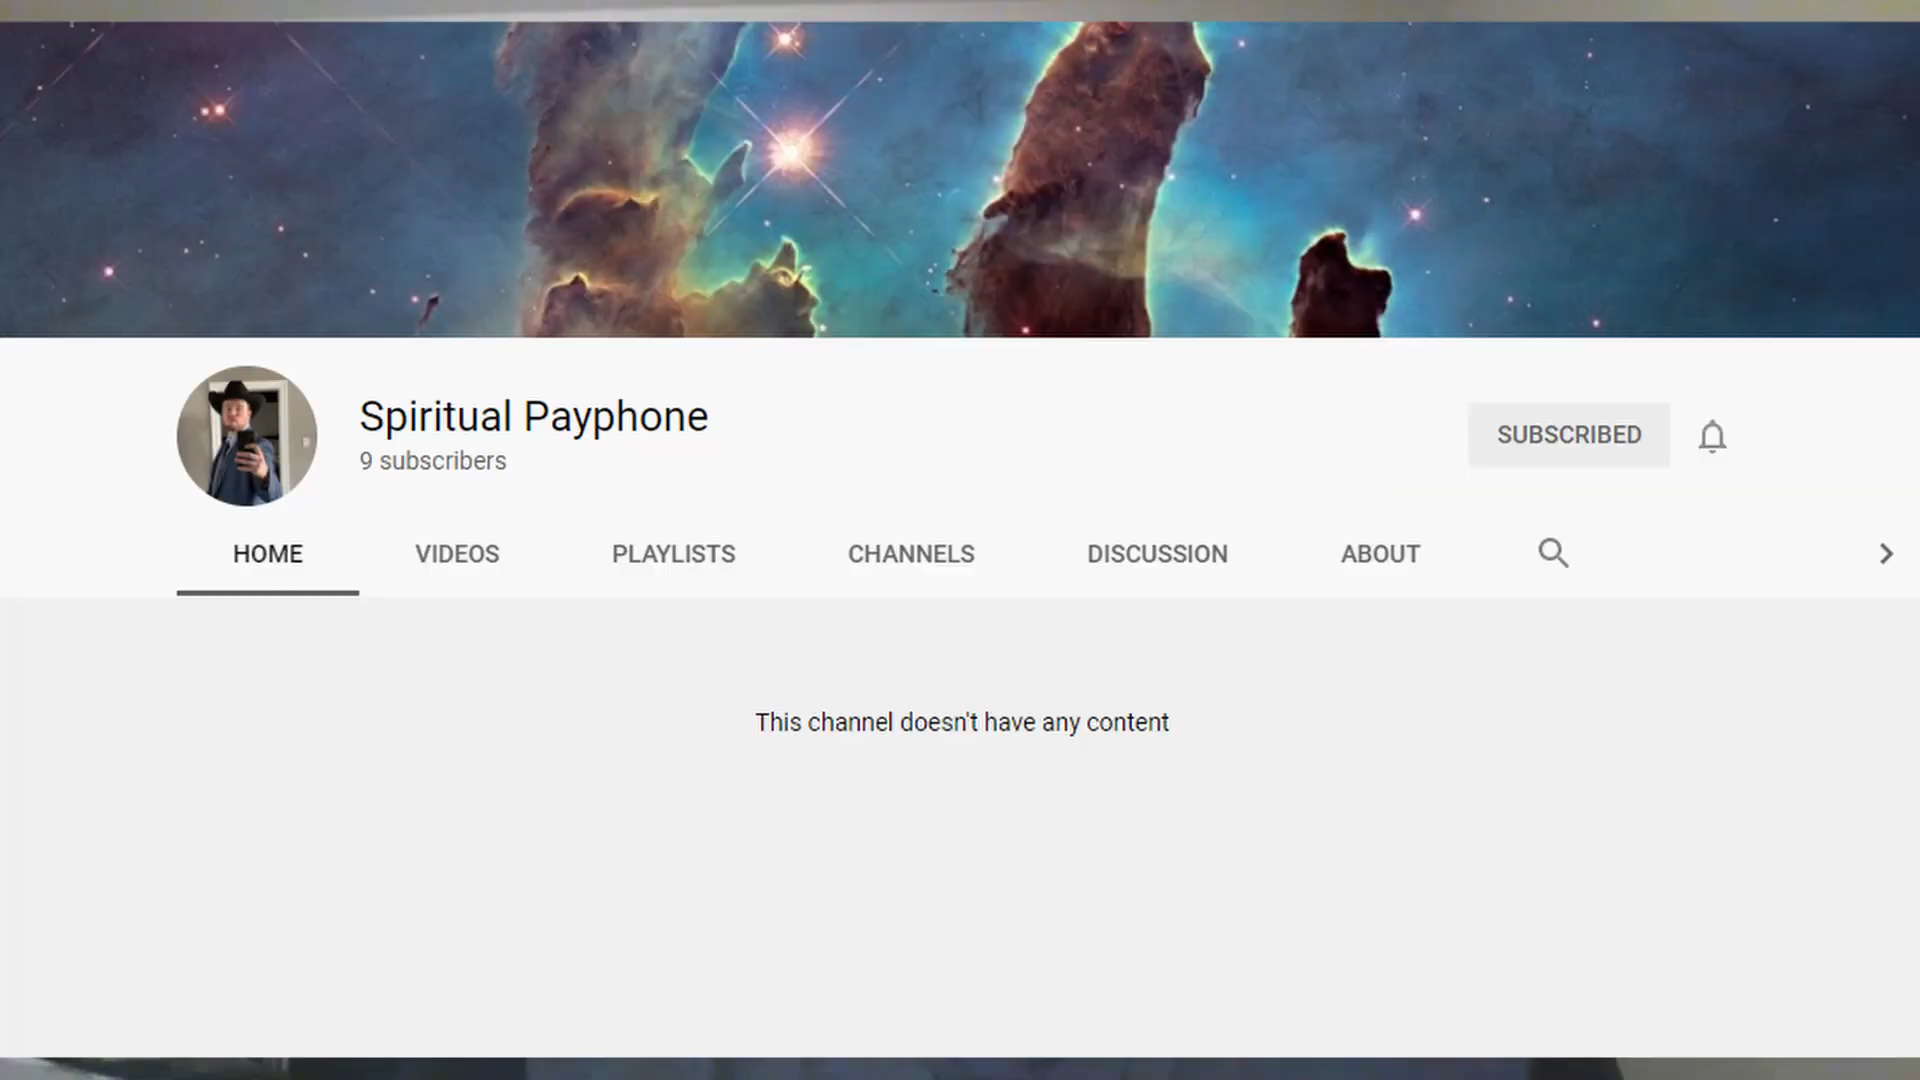 Spiritual Payphone
9 subscribers
SUBSCRIBED
HOME VIDEOS PLAYLISTS CHANNELS DISCUSSION ABOUT
This channel doesn't have any content